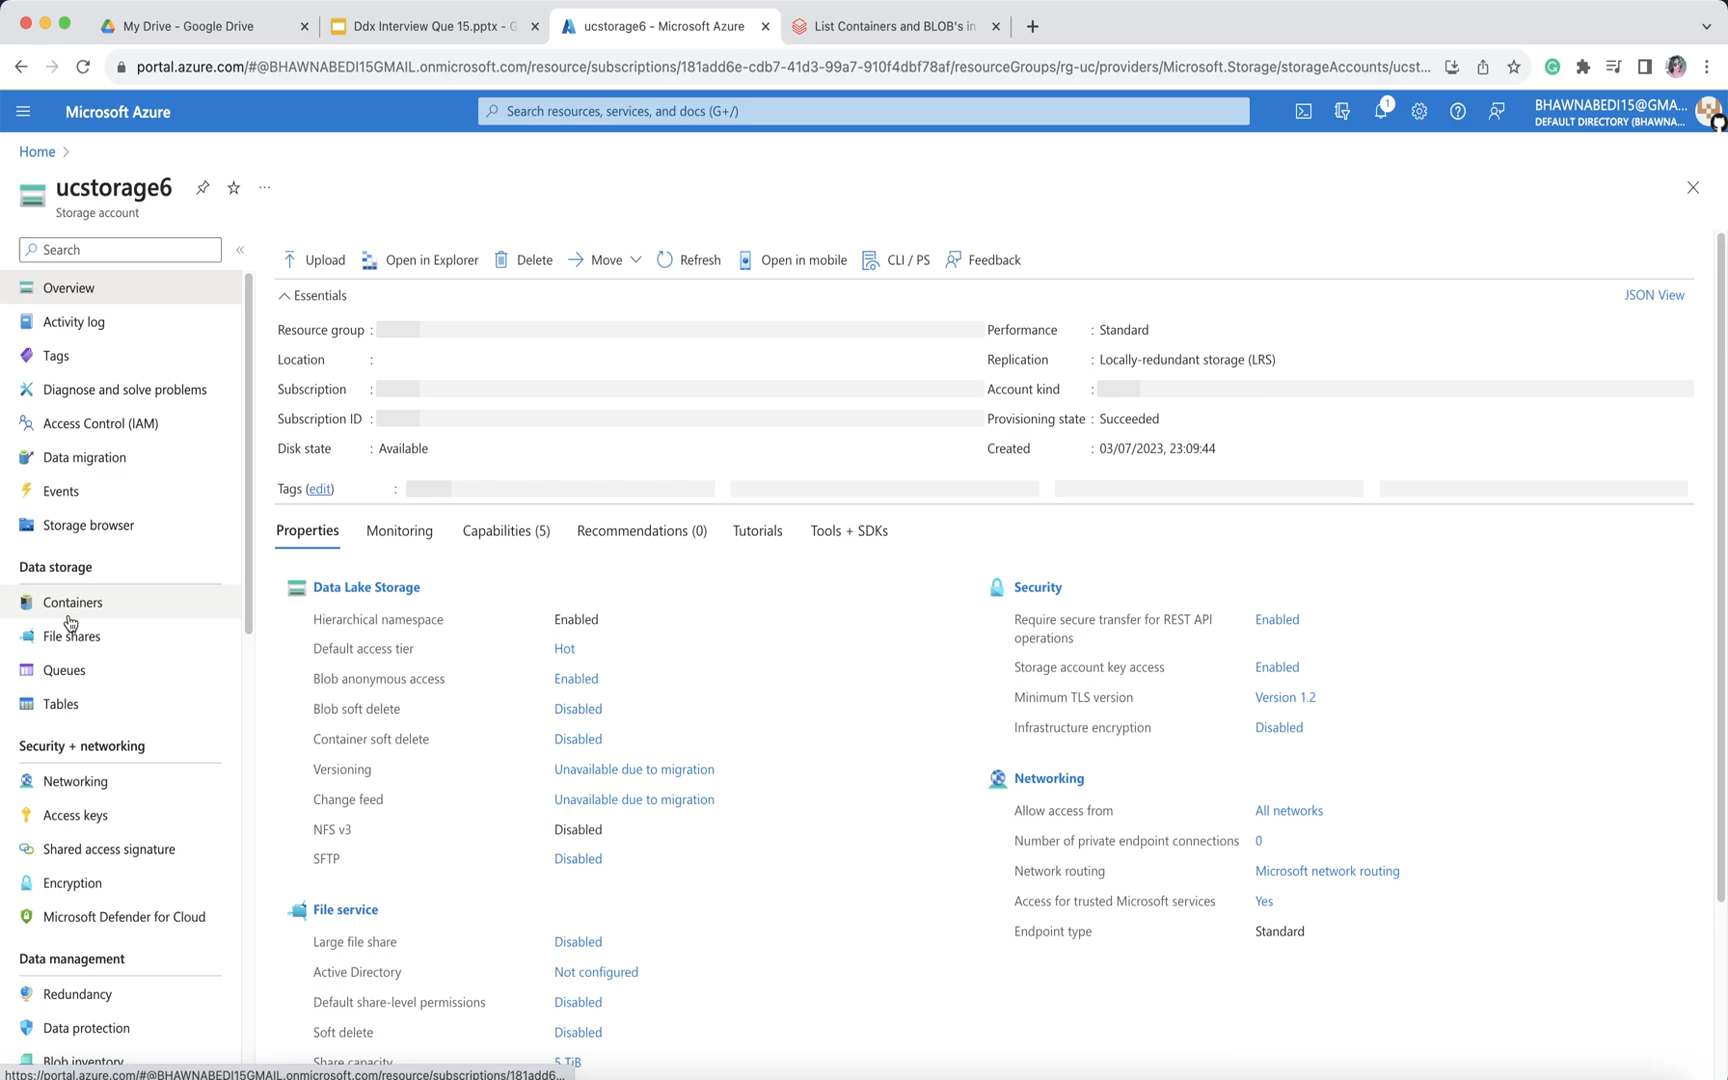 My Drive - Google Drive
Ddx Interview Que 15.pptx - G
ucstorage6 - Microsoft Azure
List Containers and BLOB's in
portal.azure.com/#@BHAWNABEDI15GMAIL.onmicrosoft.com/resource/subscriptions/181add6e-cdb7-41d3-99a7-910f4dbf78af/resourceGroups/rg-uc/providers/Microsoft.Storage/storageAccounts/ucst...
Microsoft Azure
Search resources, services, and docs (G+/)
1
BHAWNABEDI15@GMA...
DEFAULT DIRECTORY (BHAWNA...
Home
ucstorage6
Storage account
Search
Upload
Open in Explorer
Delete
Move
Refresh
Open in mobile
CLI / PS
Feedback
Overview
Activity log
Tags
Diagnose and solve problems
Access Control (IAM)
Data migration
Events
Storage browser
Data storage
Containers
File shares
Queues
Tables
Security + networking
Networking
Access keys
Shared access signature
Encryption
Microsoft Defender for Cloud
Data management
Redundancy
Data protection
Blob inventory
Essentials
JSON View
Resource group :
Location :
Subscription :
Subscription ID :
Disk state : Available
Performance : Standard
Replication : Locally-redundant storage (LRS)
Account kind :
Provisioning state : Succeeded
Created : 03/07/2023, 23:09:44
Tags (edit) :
Properties
Monitoring
Capabilities (5)
Recommendations (0)
Tutorials
Tools + SDKs
Data Lake Storage
Hierarchical namespace Enabled
Default access tier Hot
Blob anonymous access Enabled
Blob soft delete Disabled
Container soft delete Disabled
Versioning Unavailable due to migration
Change feed Unavailable due to migration
NFS v3 Disabled
SFTP Disabled
File service
Large file share Disabled
Active Directory Not configured
Default share-level permissions Disabled
Soft delete Disabled
Share capacity 5 TiB
Security
Require secure transfer for REST API Enabled
operations
Storage account key access Enabled
Minimum TLS version Version 1.2
Infrastructure encryption Disabled
Networking
Allow access from All networks
Number of private endpoint connections 0
Network routing Microsoft network routing
Access for trusted Microsoft services Yes
Endpoint type Standard
https://portal.azure.com/#@BHAWNABEDI15GMAIL.onmicrosoft.com/resource/subscriptions/181add6...